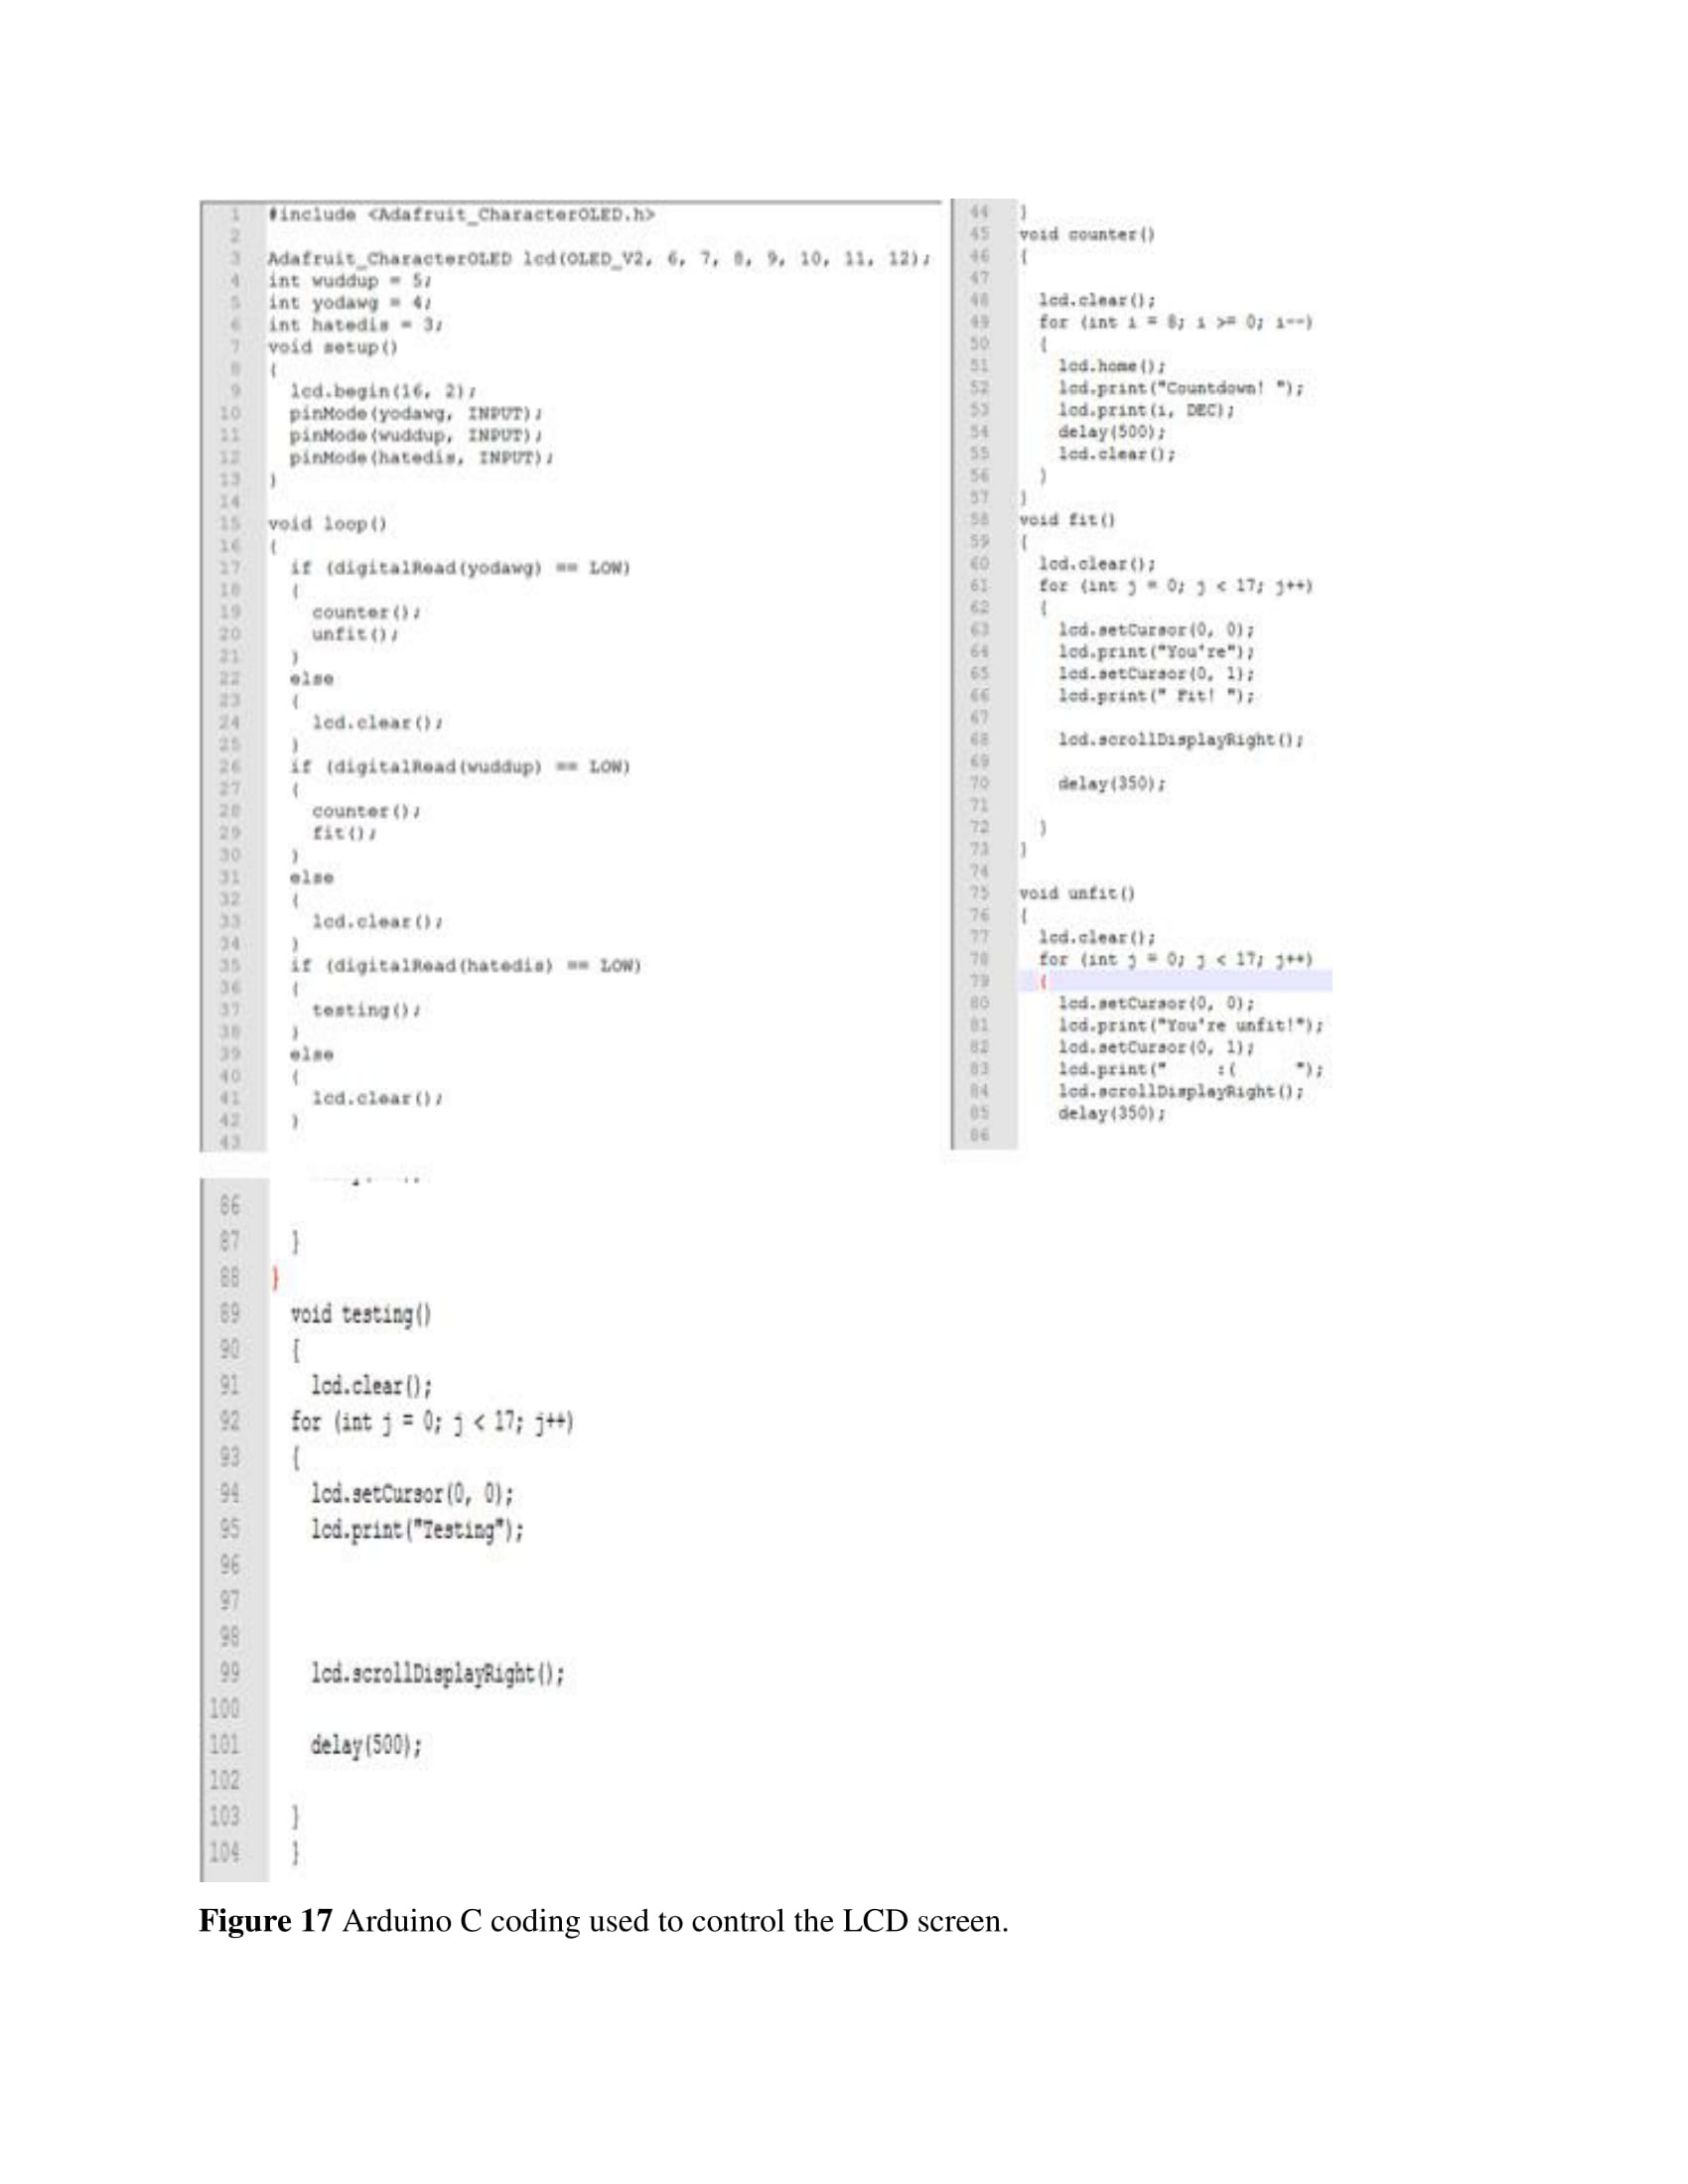 1 #include <Adafruit_CharacterOLED.h>
2
3 Adafruit_CharacterOLED lcd(OLED_V2, 6, 7, 8, 9, 10, 11, 12);
4 int wuddup = 5;
5 int yodawg = 4;
6 int hatedis = 3;
7 void setup()
8 {
9 lcd.begin(16, 2);
10 pinMode(yodawg, INPUT);
11 pinMode(wuddup, INPUT);
12 pinMode(hatedis, INPUT);
13 }
14
15 void loop()
16 {
17 if (digitalRead(yodawg) == LOW)
18 {
19 counter();
20 unfit();
21 }
22 else
23 {
24 lcd.clear();
25 }
26 if (digitalRead(wuddup) == LOW)
27 {
28 counter();
29 fit();
30 }
31 else
32 {
33 lcd.clear();
34 }
35 if (digitalRead(hatedis) == LOW)
36 {
37 testing();
38 }
39 else
40 {
41 lcd.clear();
42 }
43
44 }
45 void counter()
46 {
47
48 lcd.clear();
49 for (int i = 8; i >= 0; i--)
50 {
51 lcd.home();
52 lcd.print("Countdown! ");
53 lcd.print(i, DEC);
54 delay(500);
55 lcd.clear();
56 }
57 }
58 void fit()
59 {
60 lcd.clear();
61 for (int j = 0; j < 17; j++)
62 {
63 lcd.setCursor(0, 0);
64 lcd.print("You're");
65 lcd.setCursor(0, 1);
66 lcd.print(" Fit! ");
67
68 lcd.scrollDisplayRight();
69
70 delay(350);
71
72 }
73 }
74
75 void unfit()
76 {
77 lcd.clear();
78 for (int j = 0; j < 17; j++)
79 {
80 lcd.setCursor(0, 0);
81 lcd.print("You're unfit!");
82 lcd.setCursor(0, 1);
83 lcd.print("     :(      ");
84 lcd.scrollDisplayRight();
85 delay(350);
86
86
87 }
88 }
89 void testing()
90 {
91 lcd.clear();
92 for (int j = 0; j < 17; j++)
93 {
94 lcd.setCursor(0, 0);
95 lcd.print("Testing");
96
97
98
99 lcd.scrollDisplayRight();
100
101 delay(500);
102
103 }
104 }
Figure 17 Arduino C coding used to control the LCD screen.